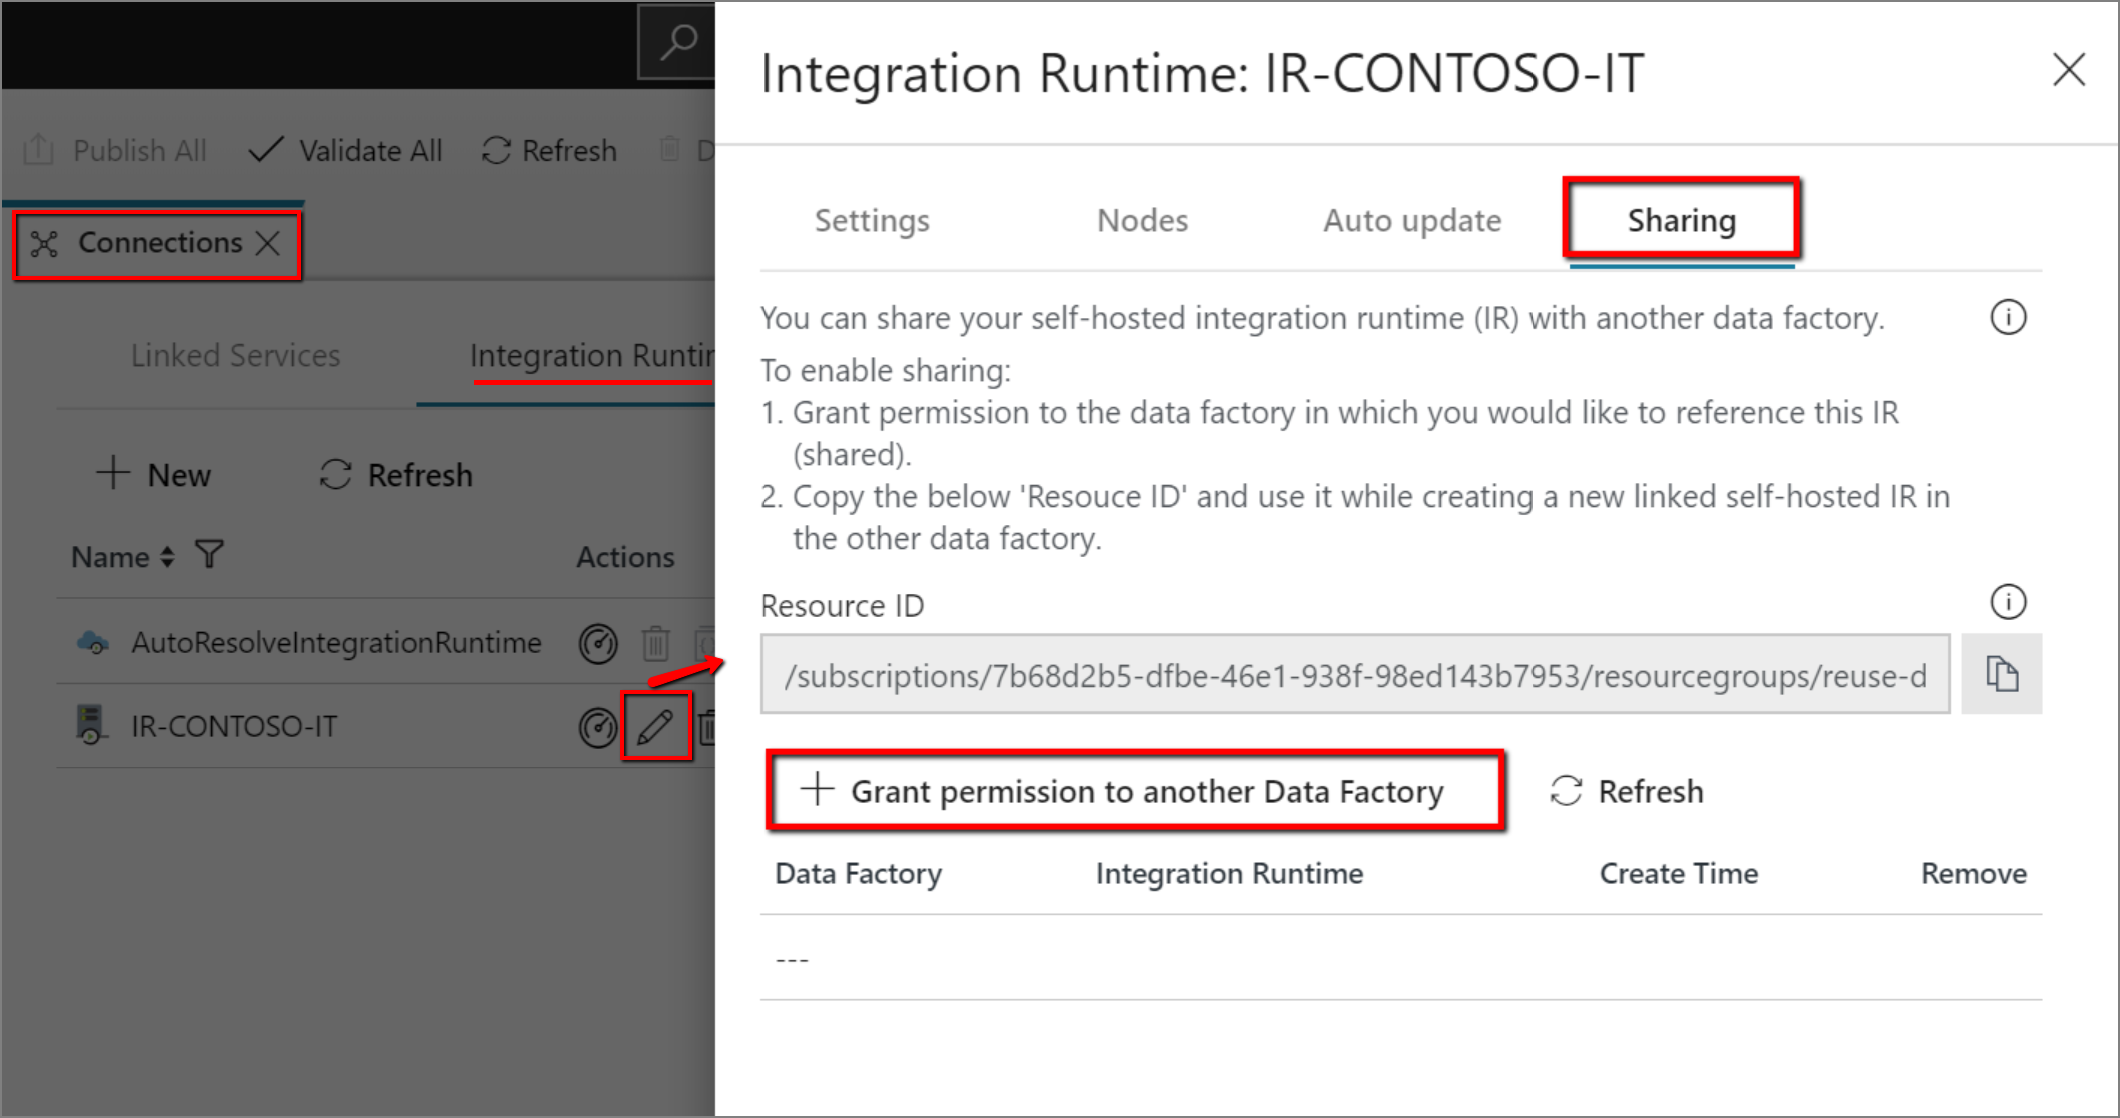 Publish All
Validate All
Refresh
Connections
Linked Services
Integration
New
Refresh
Name
Actions
AutoResolveIntegrationRuntime
IR-CONTOSO-IT
Integration Runtime: IR-CONTOSO-IT
Settings
Nodes
Auto update
Sharing
You can share your self-hosted integration runtime (IR) with another data factory.
To enable sharing:
1. Grant permission to the data factory in which you would like to reference this IR
(shared).
2. Copy the below 'Resouce ID' and use it while creating a new linked self-hosted IR in
the other data factory.
Resource ID
/subscriptions/7b68d2b5-dfbe-46e1-938f-98ed143b7953/resourcegroups/reuse-d
Grant permission to another Data Factory
Refresh
Data Factory
Integration Runtime
Create Time
Remove
---